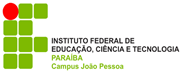 INSTITUTO FEDERAL DE
EDUCAÇÃO, CIÊNCIA E TECNOLOGIA
PARAÍBA
Campus João Pessoa